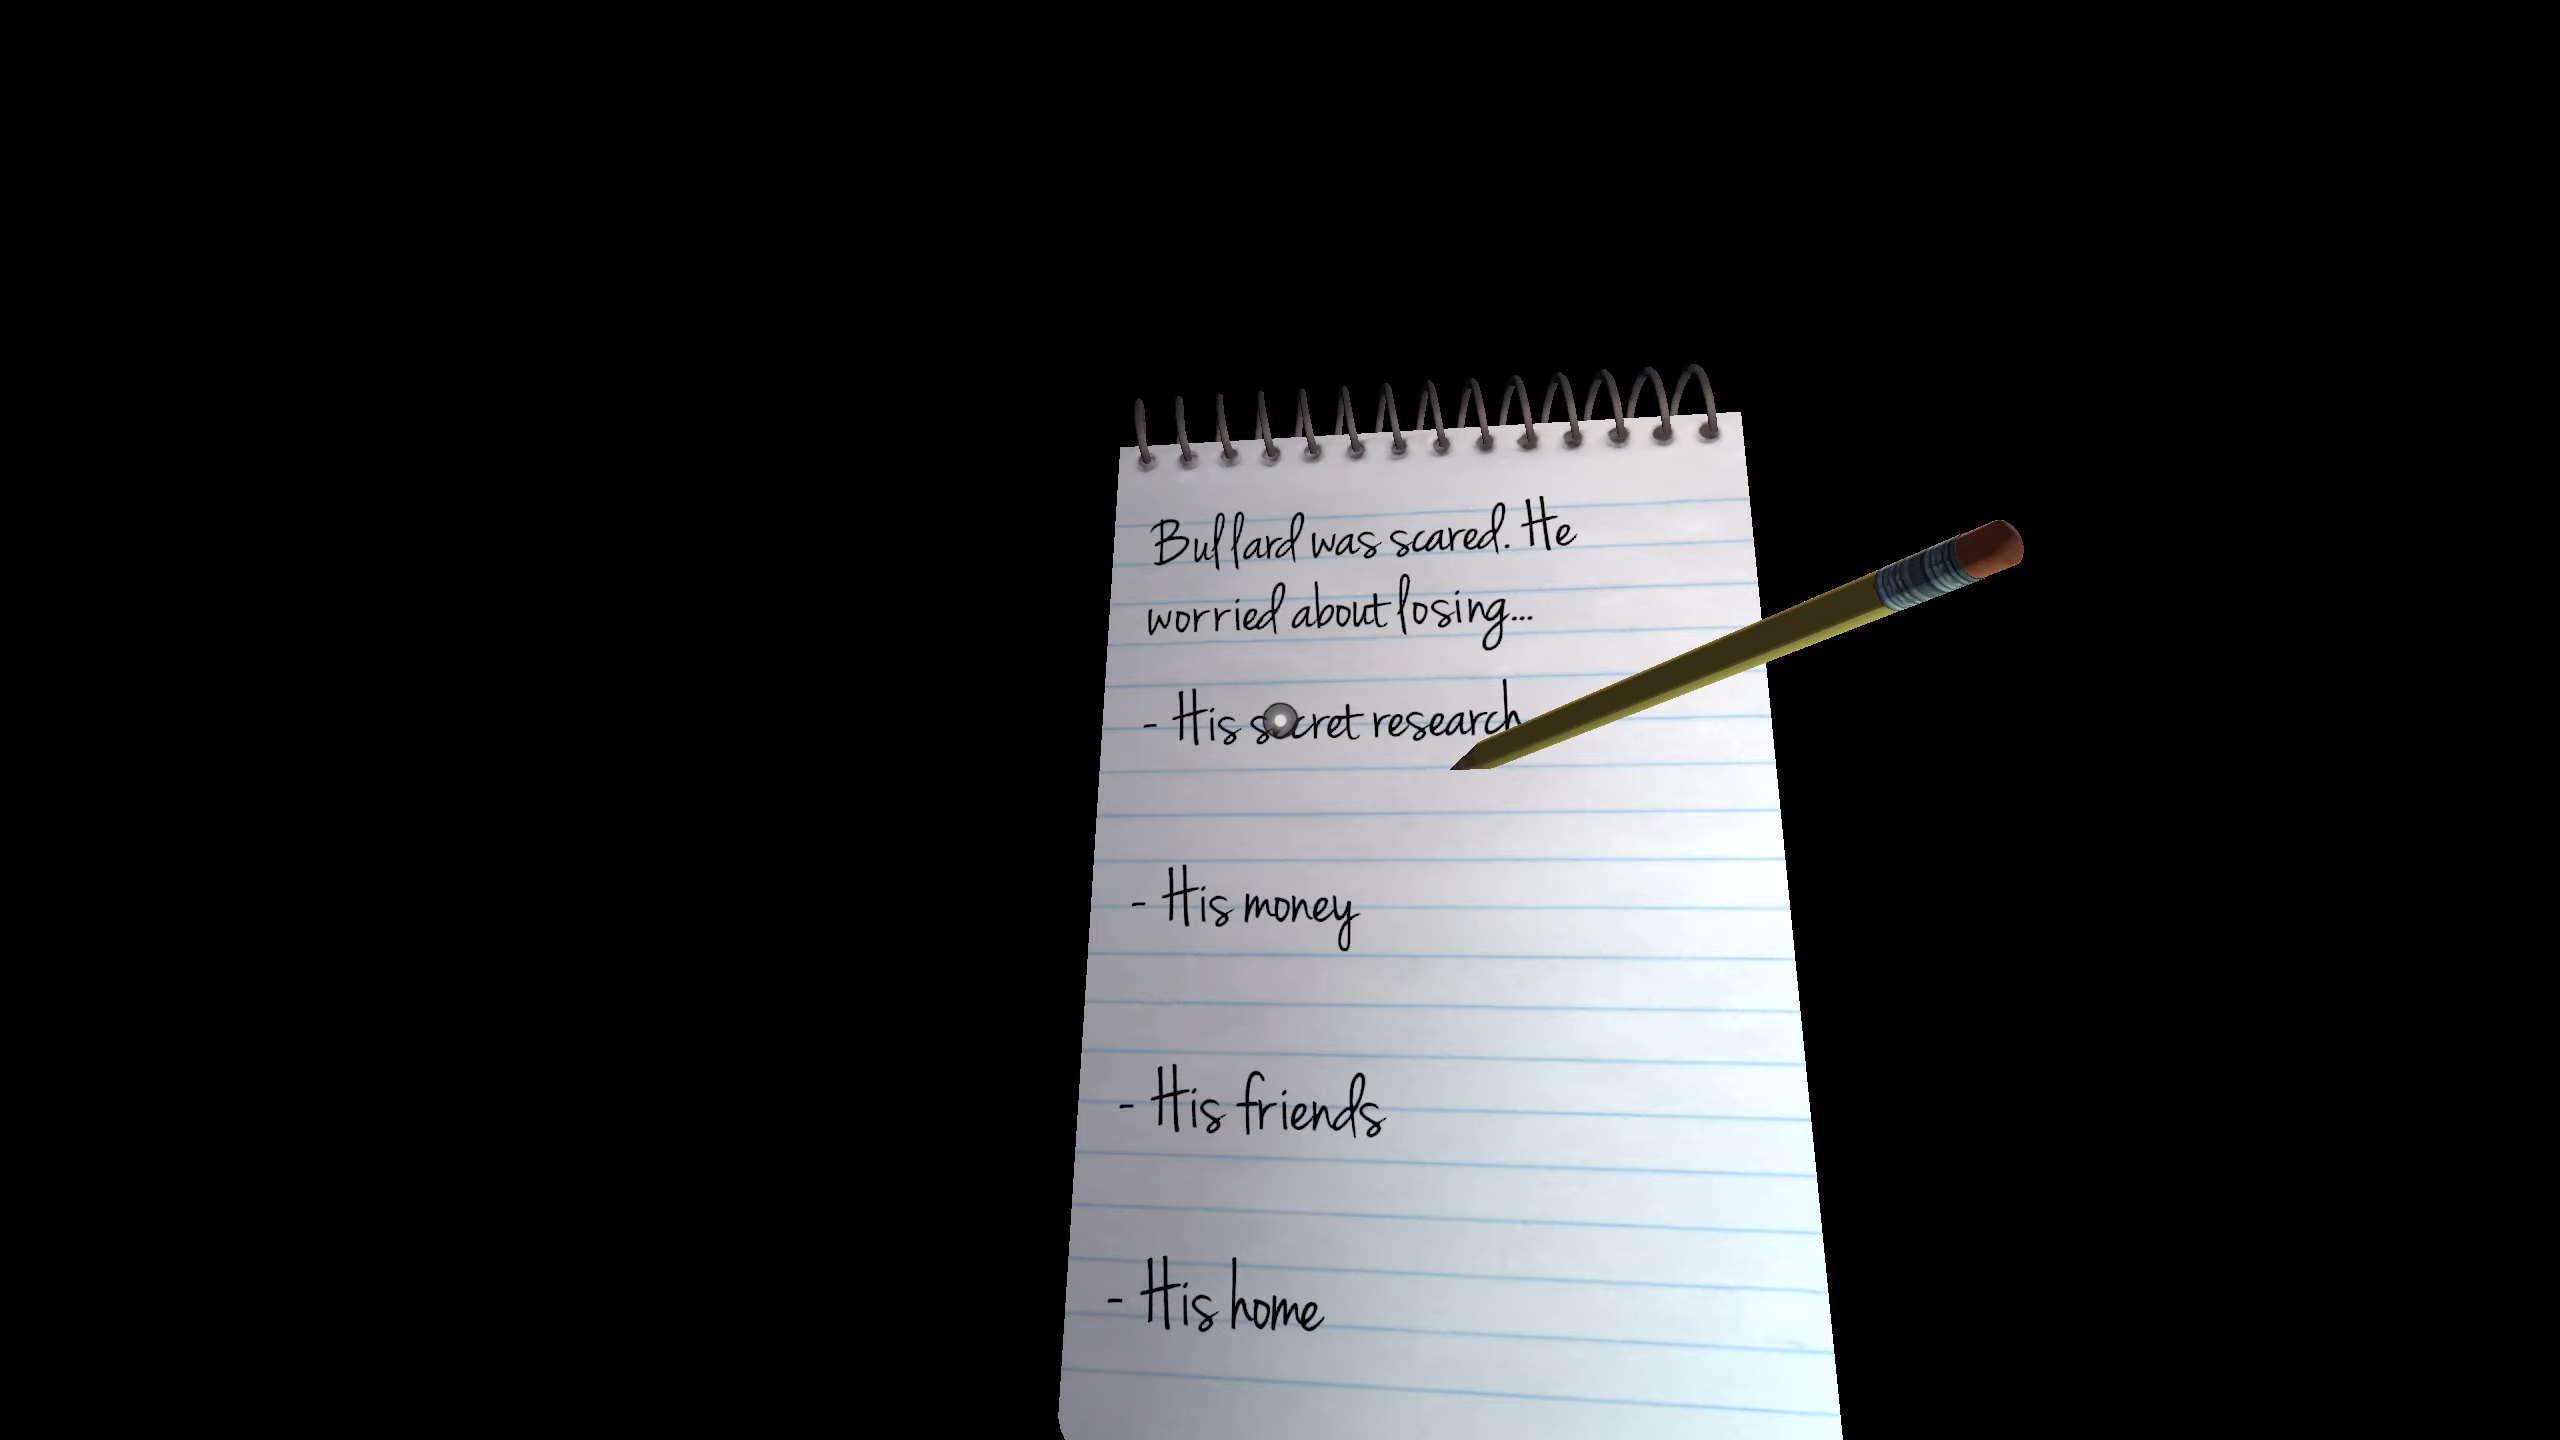 Bullard was scared. He
worried about losing...
- His secret research
- His money
- His friends
- His home